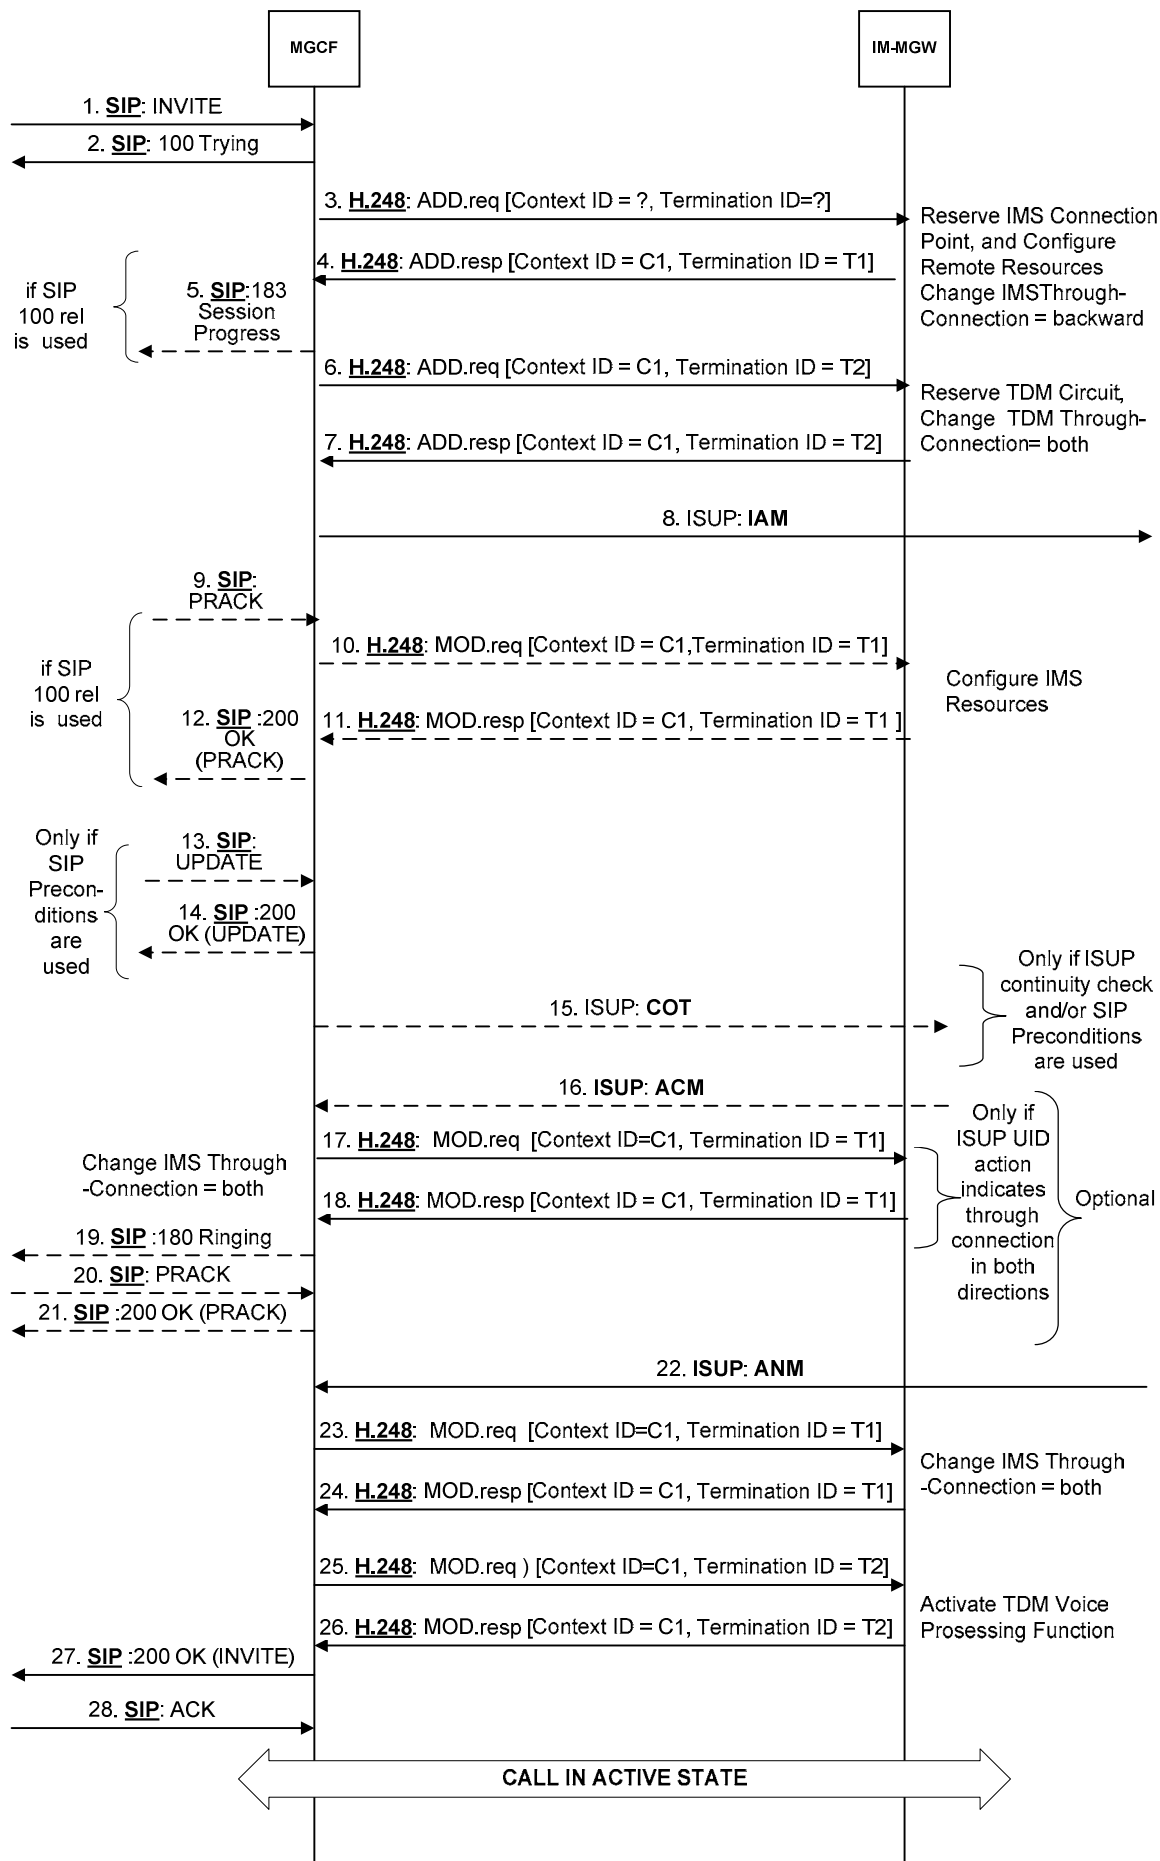 MGCF
IM-MGW
1. SIP: INVITE
2. SIP: 100 Trying
3. H.248: ADD.req [Context ID = ?, Termination ID=?]
Reserve IMS Connection
Point, and Configure
Remote Resources
Change IMSThrough-
Connection = backward
4. H.248: ADD.resp [Context ID = C1, Termination ID = T1]
if SIP
100 rel
is used
5. SIP:183
Session
Progress
6. H.248: ADD.req [Context ID = C1, Termination ID = T2]
Reserve TDM Circuit,
Change TDM Through-
Connection= both
7. H.248: ADD.resp [Context ID = C1, Termination ID = T2]
8. ISUP: IAM
9. SIP:
PRACK
if SIP
100 rel
is used
10. H.248: MOD.req [Context ID = C1,Termination ID = T1]
Configure IMS
Resources
11. H.248: MOD.resp [Context ID = C1, Termination ID = T1 ]
12. SIP :200
OK
(PRACK)
Only if
SIP
Precon-
ditions
are
used
13. SIP:
UPDATE
14. SIP :200
OK (UPDATE)
15. ISUP: COT
Only if ISUP
continuity check
and/or SIP
Preconditions
are used
16. ISUP: ACM
17. H.248: MOD.req [Context ID=C1, Termination ID = T1]
Change IMS Through
-Connection = both
18. H.248: MOD.resp [Context ID = C1, Termination ID = T1]
Only if
ISUP UID
action
indicates
through
connection
in both
directions
Optional
19. SIP :180 Ringing
20. SIP: PRACK
21. SIP :200 OK (PRACK)
22. ISUP: ANM
23. H.248: MOD.req [Context ID=C1, Termination ID = T1]
Change IMS Through
-Connection = both
24. H.248: MOD.resp [Context ID = C1, Termination ID = T1]
25. H.248: MOD.req ) [Context ID=C1, Termination ID = T2]
Activate TDM Voice
Prosessing Function
26. H.248: MOD.resp [Context ID = C1, Termination ID = T2]
27. SIP :200 OK (INVITE)
28. SIP: ACK
CALL IN ACTIVE STATE